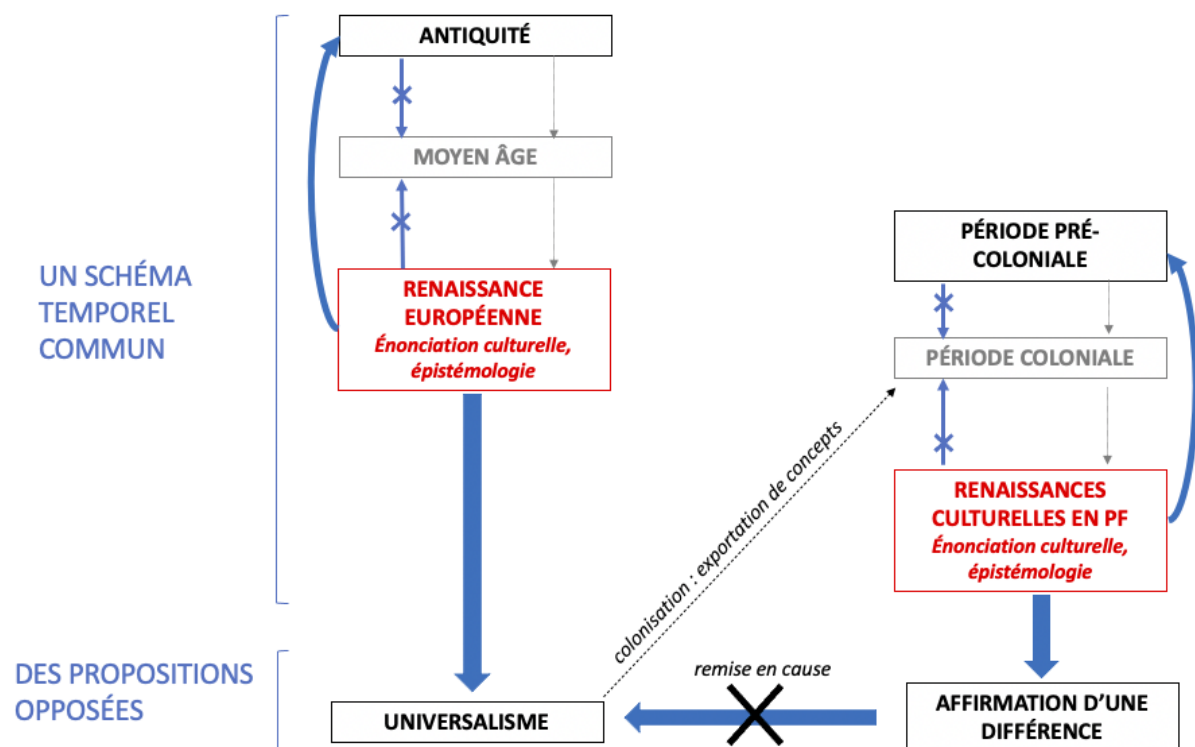 ANTIQUITÉ
MOYEN ÂGE
RENAISSANCE
EUROPÉENNE
Énonciation culturelle,
épistémologie
UN SCHÉMA
TEMPOREL
COMMUN
PÉRIODE PRÉ-
COLONIALE
PÉRIODE COLONIALE
RENAISSANCES
CULTURELLES EN PF
Énonciation culturelle,
épistémologie
colonisation : exportation de concepts
DES PROPOSITIONS
OPPOSÉES
UNIVERSALISME
remise en cause
AFFIRMATION D’UNE
DIFFÉRENCE